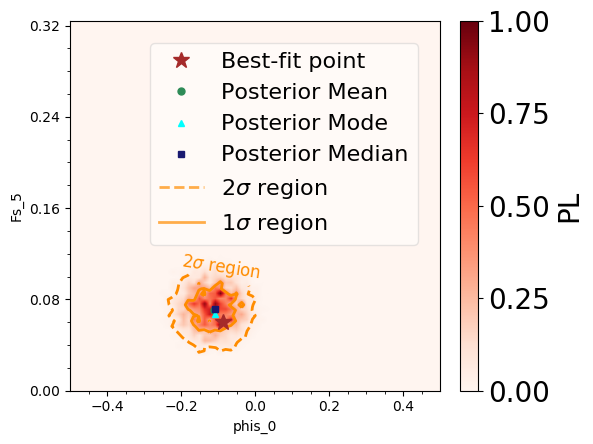 0.32
0.24
0.16
0.08
0.00
Fs_5
Best-fit point
Posterior Mean
Posterior Mode
Posterior Median
2σ region
1σ region
2σ region
−0.4
−0.2
0.0
0.2
0.4
phis_0
1.00
0.75
0.50
0.25
0.00
PL